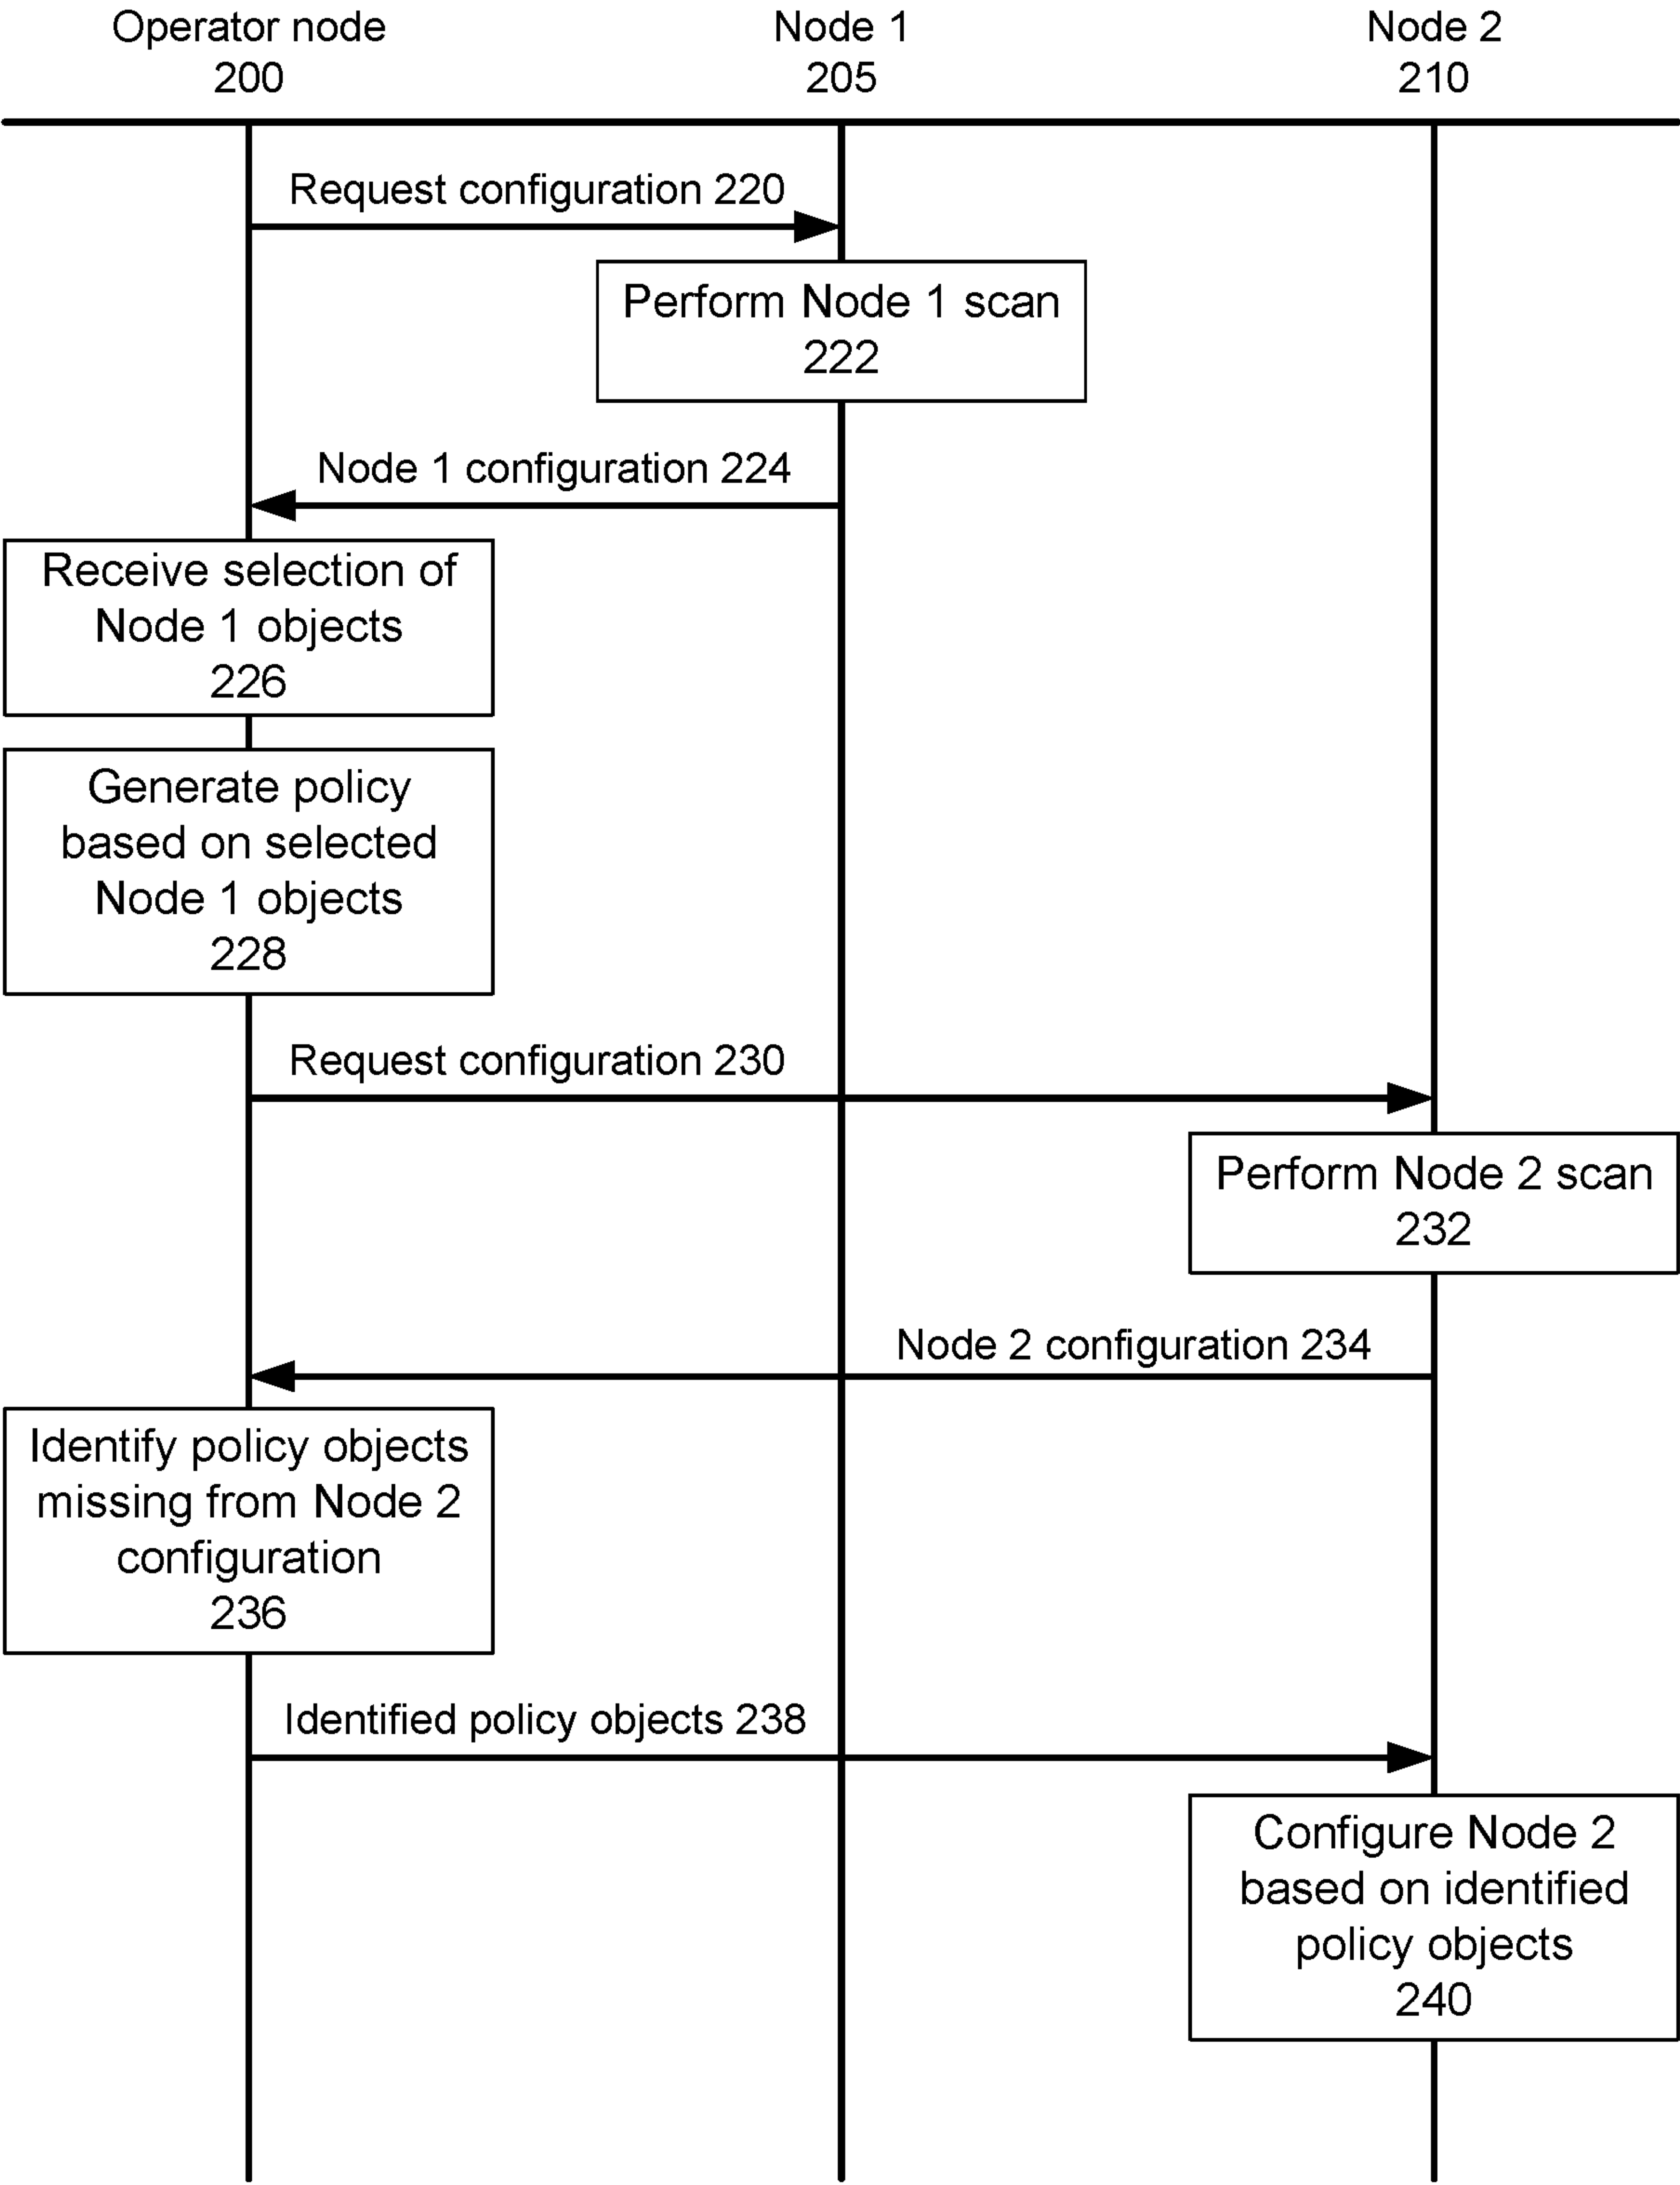 Operator node
200
Node 1
205
Node 2
210
Request configuration 220
Perform Node 1 scan
222
Node 1 configuration 224
Receive selection of
Node 1 objects
226
Generate policy
based on selected
Node 1 objects
228
Request configuration 230
Perform Node 2 scan
232
Node 2 configuration 234
Identify policy objects
missing from Node 2
configuration
236
Identified policy objects 238
Configure Node 2
based on identified
policy objects
240